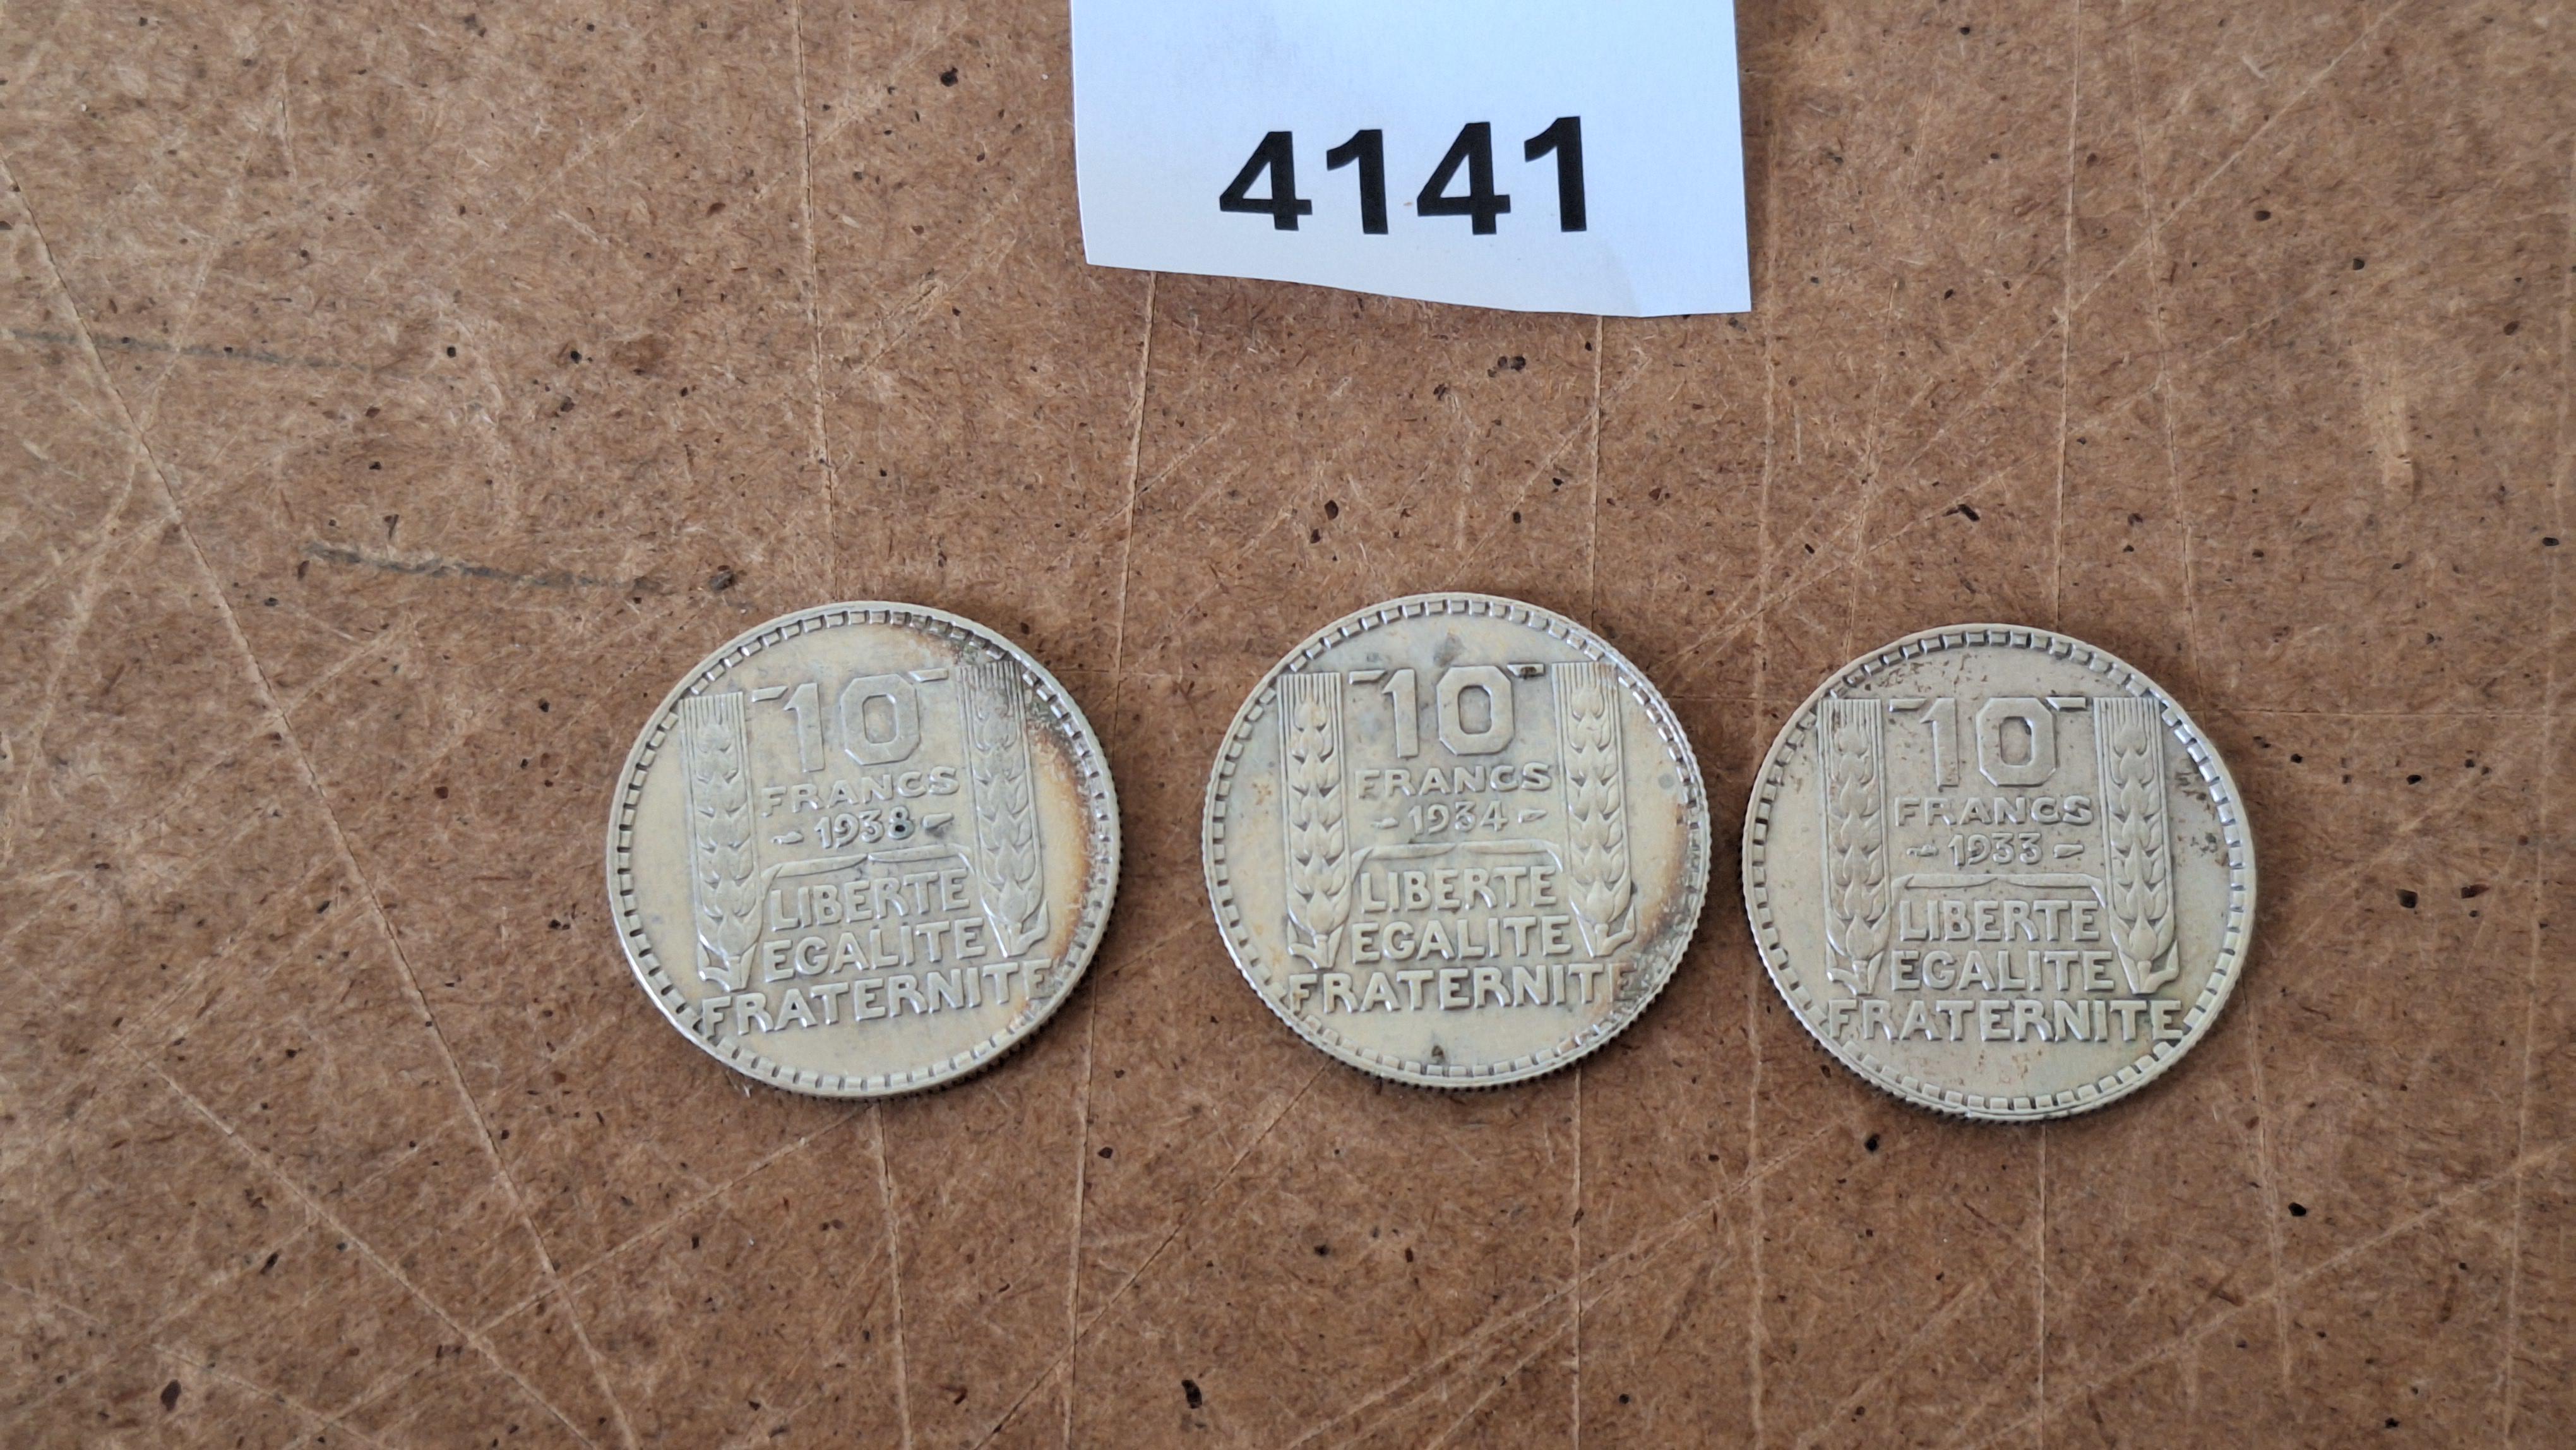 4141
10
FRANCS
1938
LIBERTE
EGALITE
FRATERNITE
10
FRANCS
1934
LIBERTE
EGALITE
FRATERNITE
10
FRANCS
1933
LIBERTE
EGALITE
FRATERNITE